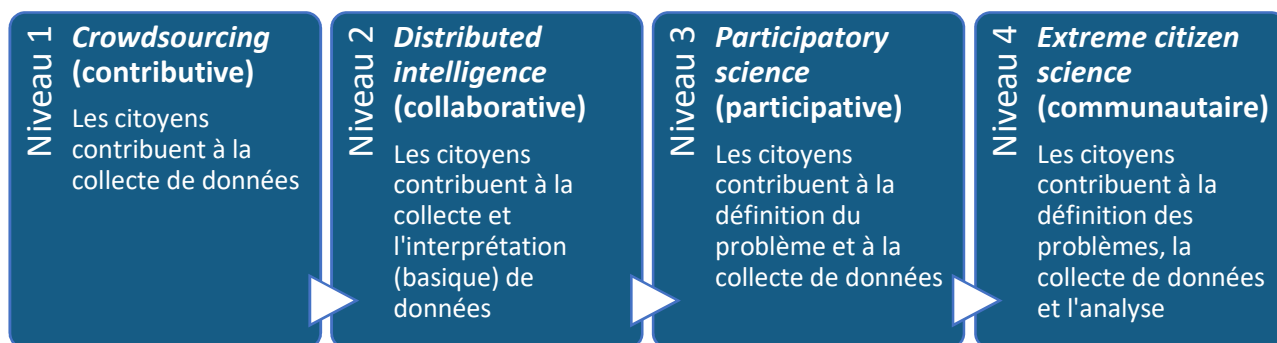 Niveau 1
Crowdsourcing
(contributive)
Les citoyens
contribuent à la
collecte de données
Niveau 2
Distributed
intelligence
(collaborative)
Les citoyens
contribuent à la
collecte et
l'interprétation
(basique) de
données
Niveau 3
Participatory
science
(participative)
Les citoyens
contribuent à la
définition du
problème et à la
collecte de données
Niveau 4
Extreme citizen
science
(communautaire)
Les citoyens
contribuent à la
définition des
problèmes, la
collecte de données
et l'analyse